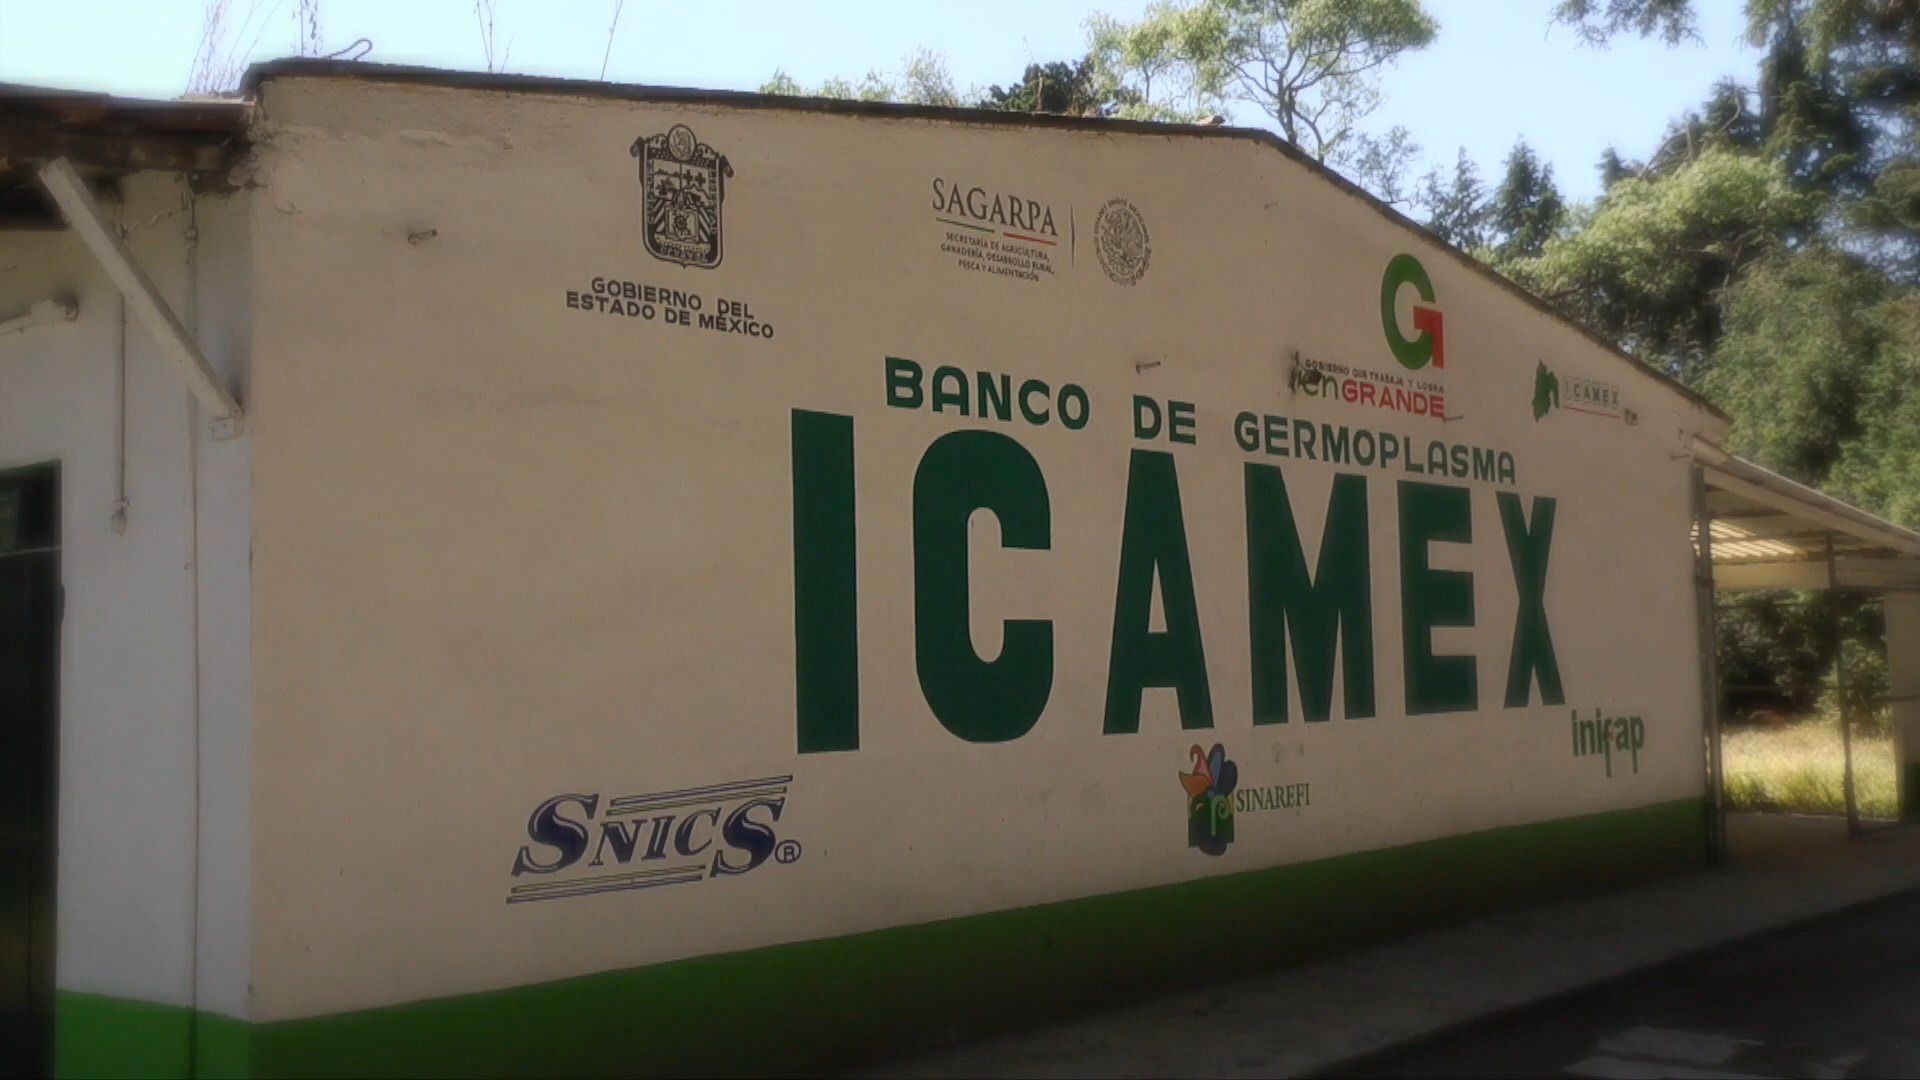 GOBIERNO DEL
ESTADO DE MÉXICO
SAGARPA
SECRETARÍA DE AGRICULTURA,
GANADERÍA, DESARROLLO RURAL,
PESCA Y ALIMENTACIÓN
G
GOBIERNO QUE TRABAJA Y LOGRA
enGRANDE
ICAMEX
BANCO DE GERMOPLASMA
ICAMEX
inifap
SINAREFI
SNICS®